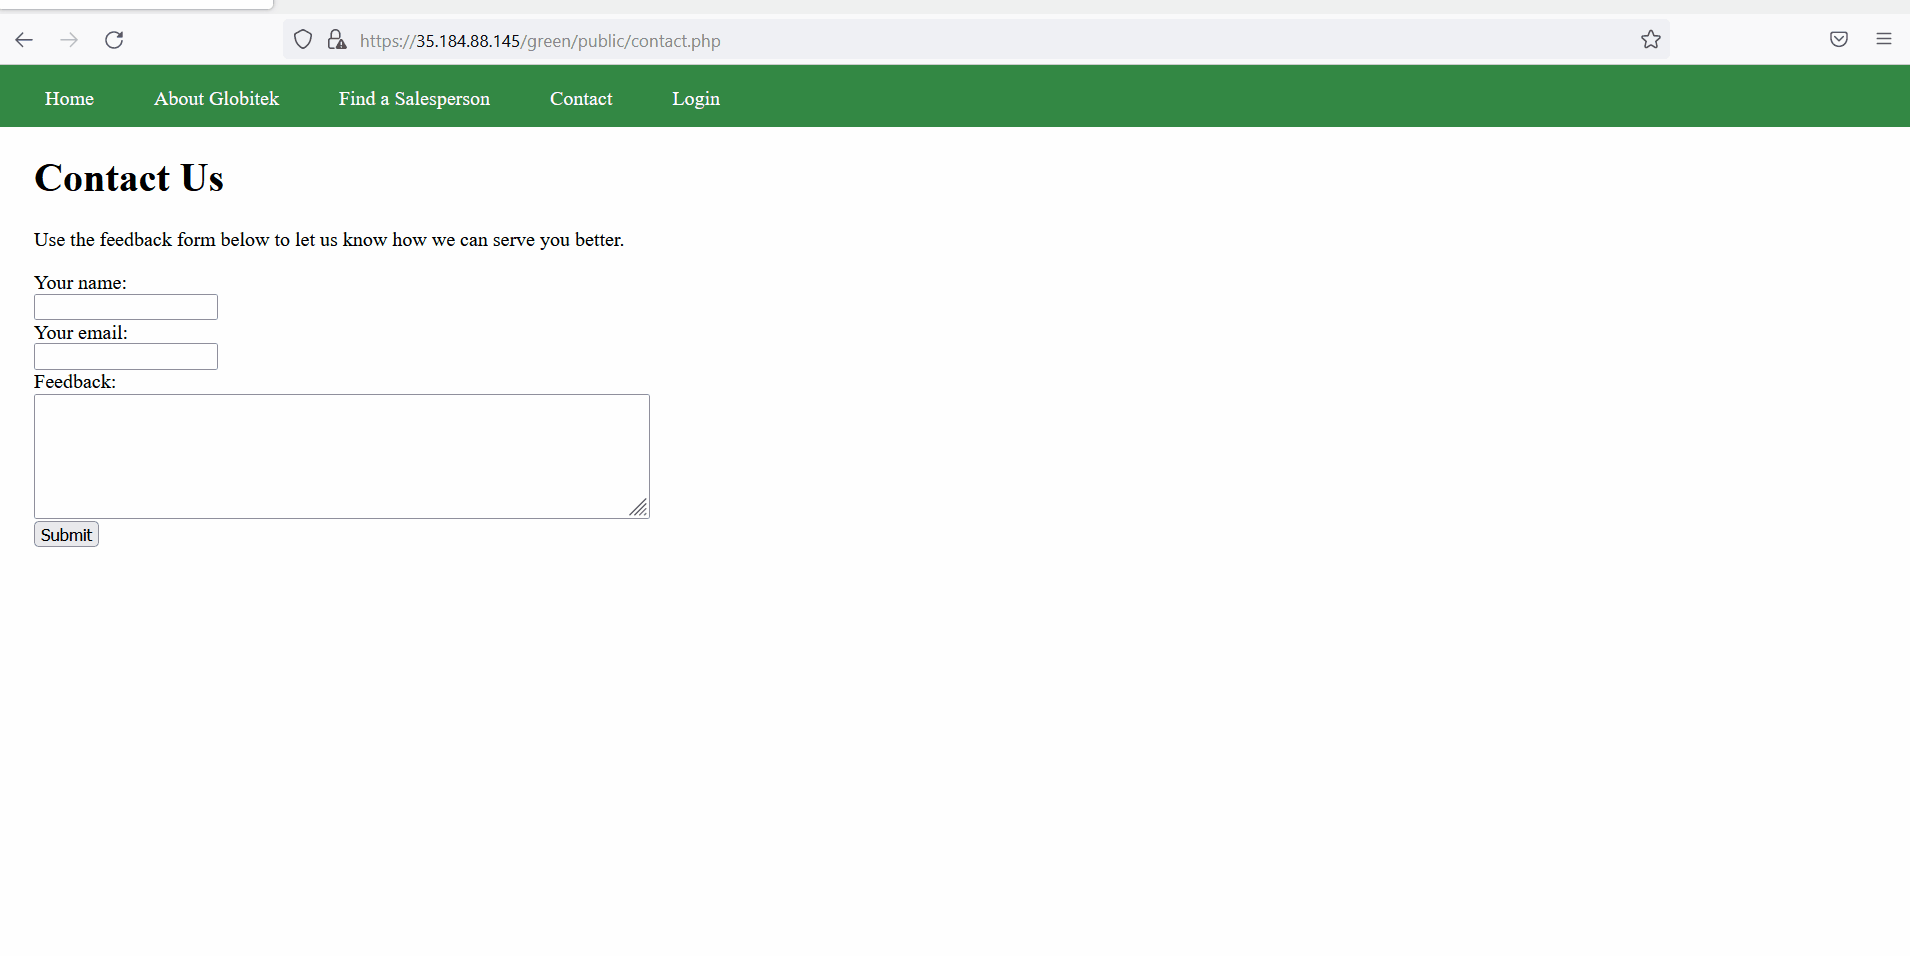 https://35.184.88.145/green/public/contact.php
Home About Globitek Find a Salesperson Contact Login
Contact Us
Use the feedback form below to let us know how we can serve you better.
Your name:
Your email:
Feedback:
Submit